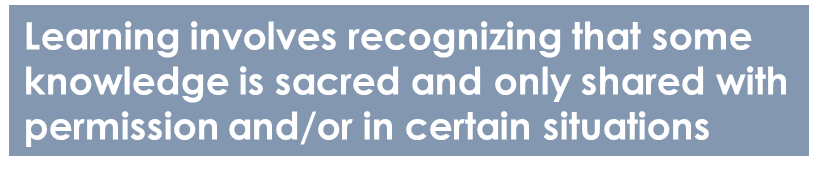 Learning involves recognizing that some
knowledge is sacred and only shared with
permission and/or in certain situations